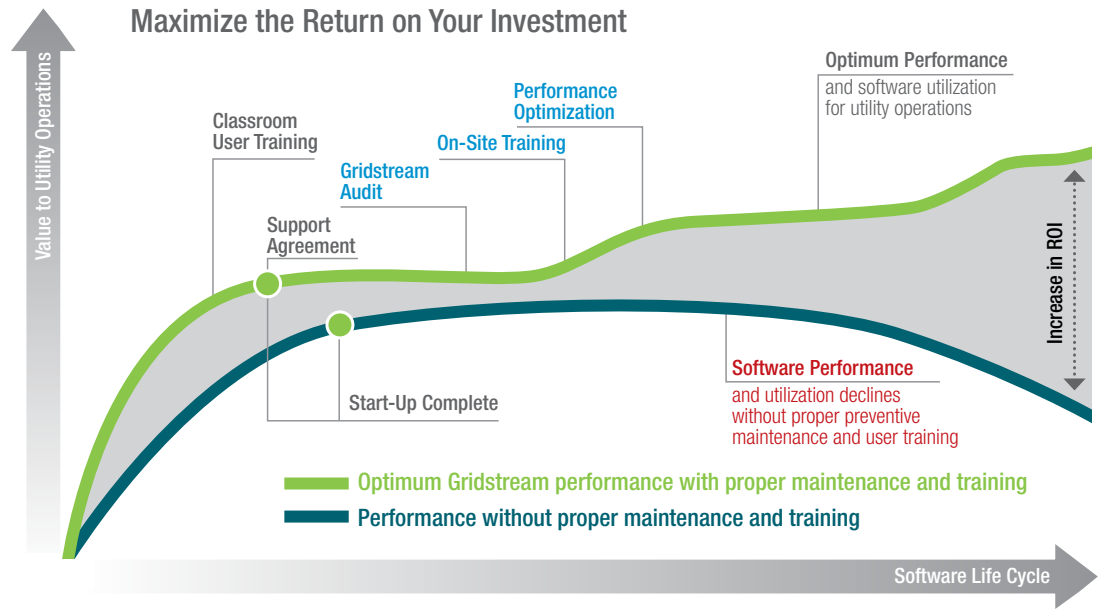 Maximize the Return on Your Investment
Value to Utility Operations
Classroom
User Training
Support
Agreement
Gridstream
Audit
On-Site Training
Performance
Optimization
Optimum Performance
and software utilization
for utility operations
Increase in ROI
Start-Up Complete
Software Performance
and utilization declines
without proper preventive
maintenance and user training
Optimum Gridstream performance with proper maintenance and training
Performance without proper maintenance and training
Software Life Cycle